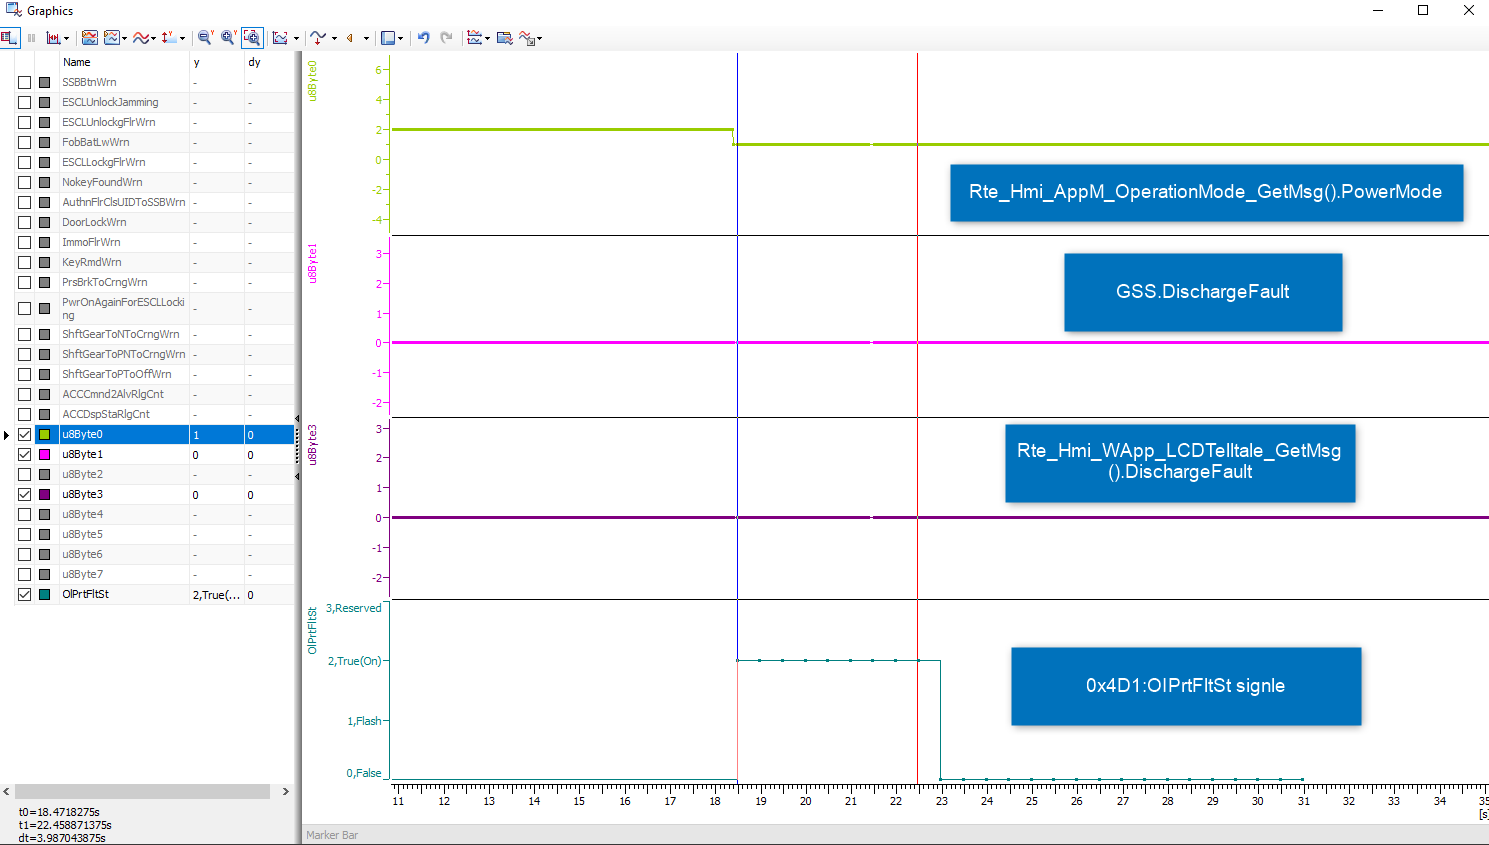 Graphics
Name y dy
SSBBtnWrn - -
ESCLUnlockJamming - -
ESCLUnlockgFlrWrn - -
FobBatLwWrn - -
ESCLLockgFlrWrn - -
NokeyFoundWrn - -
AuthnFlrClsUIDToSSBWrn - -
DoorLockWrn - -
ImmoFlrWrn - -
KeyRmdWrn - -
PrsBrkToCrngWrn - -
PwrOnAgainForESCLLocki
ng - -
ShftGearToNToCrngWrn - -
ShftGearToPNToCrngWrn - -
ShftGearToPToOffWrn - -
ACCCmnd2AlvRlgCnt - -
ACCDspStaRlgCnt - -
u8Byte0 1 0
u8Byte1 0 0
u8Byte2 - -
u8Byte3 0 0
u8Byte4 - -
u8Byte5 - -
u8Byte6 - -
u8Byte7 - -
OlPrtFltSt 2,True(... 0
t0=18.4718275s
t1=22.458871375s
dt=3.987043875s
u8Byte0
6
4
2
0
-2
-4
Rte_Hmi_AppM_OperationMode_GetMsg().PowerMode
u8Byte1
3
2
1
0
-1
-2
GSS.DischargeFault
u8Byte3
3
2
1
0
-1
-2
Rte_Hmi_WApp_LCDTelltale_GetMsg
().DischargeFault
OlPrtFltSt
3,Reserved
2,True(On)
1,Flash
0,False
0x4D1:OlPrtFltSt signle
11 12 13 14 15 16 17 18 19 20 21 22 23 24 25 26 27 28 29 30 31 32 33 34 35
[s]
Marker Bar